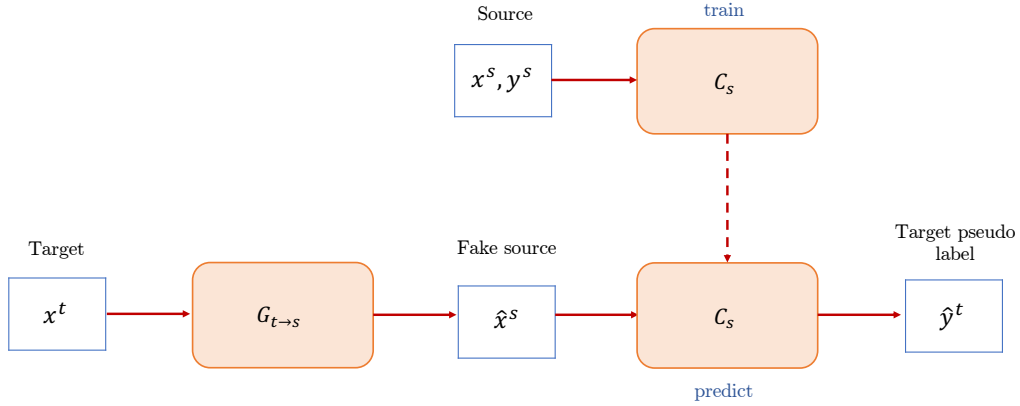 train
Source
x^s, y^s
C_s
Target
Fake source
Target pseudo
label
x^t
G_{t→s}
x̂^s
C_s
ŷ^t
predict